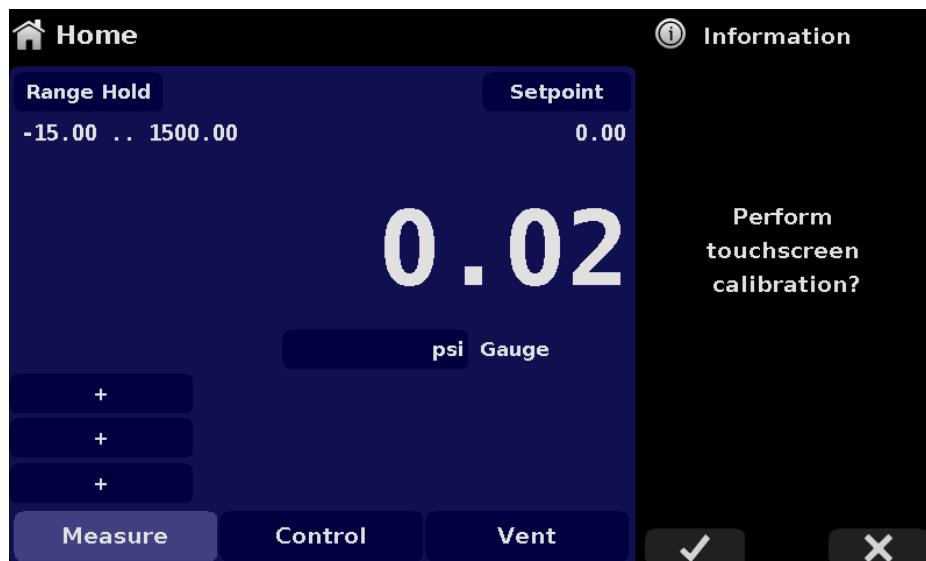 Home
Information
Range Hold
Setpoint
-15.00 .. 1500.00
0.00
0.02
psi Gauge
Perform
touchscreen
calibration?
+
+
+
Measure
Control
Vent